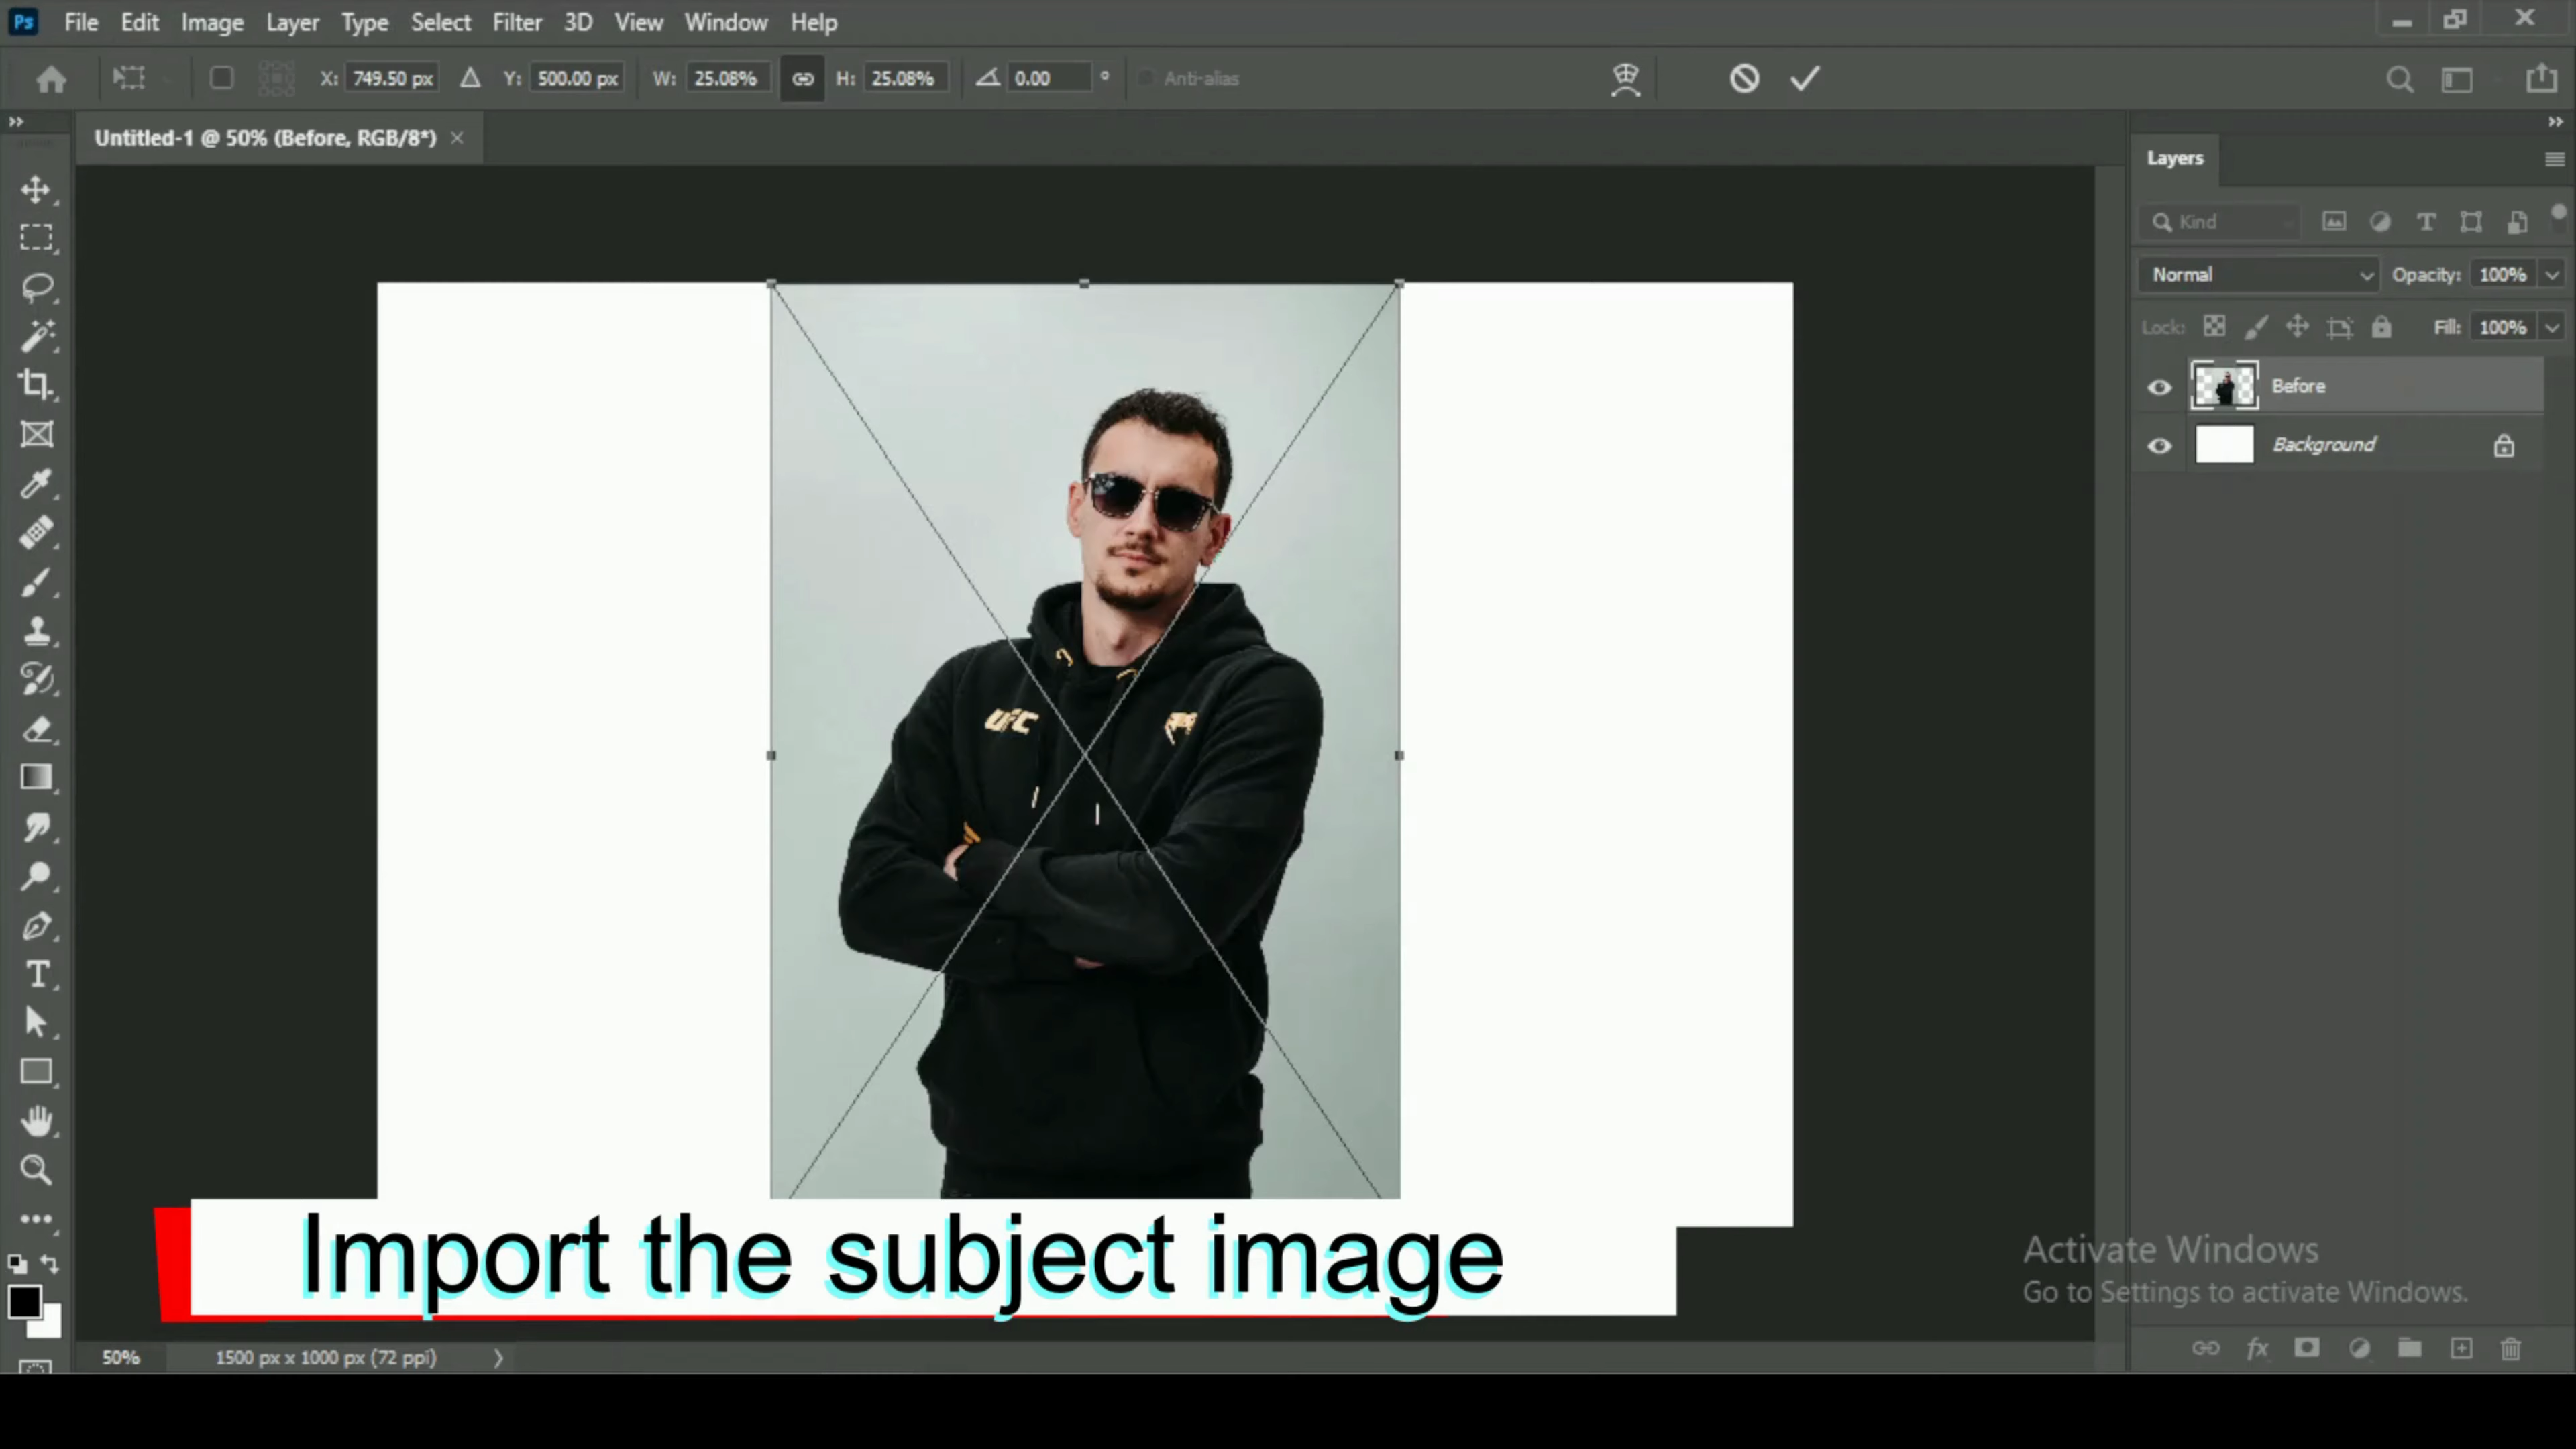 Ps File Edit Image Layer Type Select Filter 3D View Window Help
X: 749.50 px Y: 500.00 px W: 25.08% H: 25.08% 0.00 ° Anti-alias
Untitled-1 @ 50% (Before, RGB/8*) ×
Layers
Kind
Normal Opacity: 100%
Lock: Fill: 100%
Before
Background
UFC
Import the subject image
Activate Windows
Go to Settings to activate Windows.
50% 1500 px x 1000 px (72 ppi)
fx